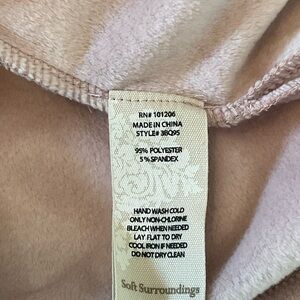 RN# 101206
MADE IN CHINA
STYLE# 3BQ95
95% POLYESTER
5% SPANDEX
HAND WASH COLD
ONLY NON-CHLORINE
BLEACH WHEN NEEDED
LAY FLAT TO DRY
COOL IRON IF NEEDED
DO NOT DRY CLEAN
Soft Surroundings